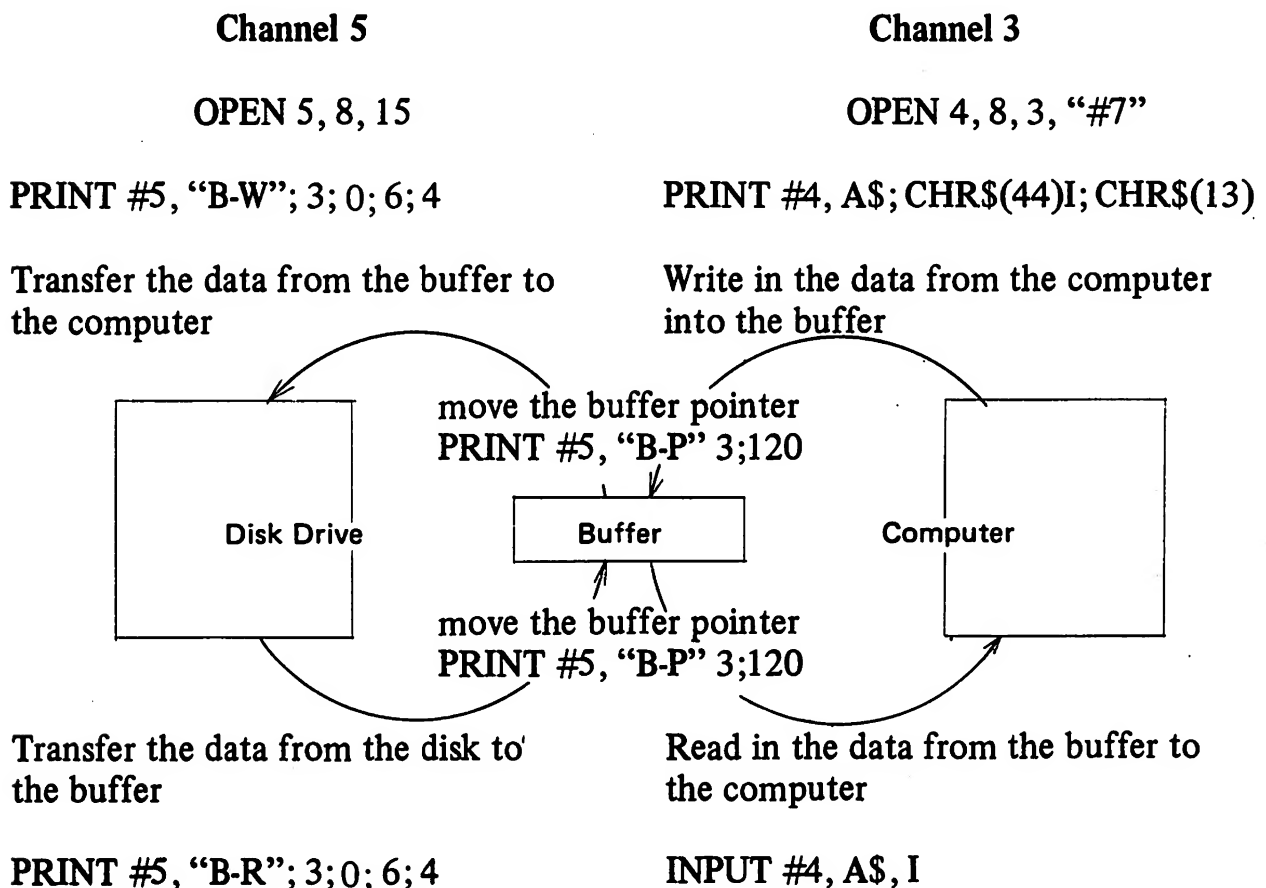 Channel 5
Channel 3
OPEN 5, 8, 15
OPEN 4, 8, 3, “#7”
PRINT #5, “B-W”; 3; 0; 6; 4
PRINT #4, A$; CHR$(44)I; CHR$(13)
Transfer the data from the buffer to
the computer
Write in the data from the computer
into the buffer
move the buffer pointer
PRINT #5, “B-P” 3;120
Disk Drive
Buffer
Computer
move the buffer pointer
PRINT #5, “B-P” 3;120
Transfer the data from the disk to
the buffer
Read in the data from the buffer to
the computer
PRINT #5, “B-R”; 3; 0; 6; 4
INPUT #4, A$, I